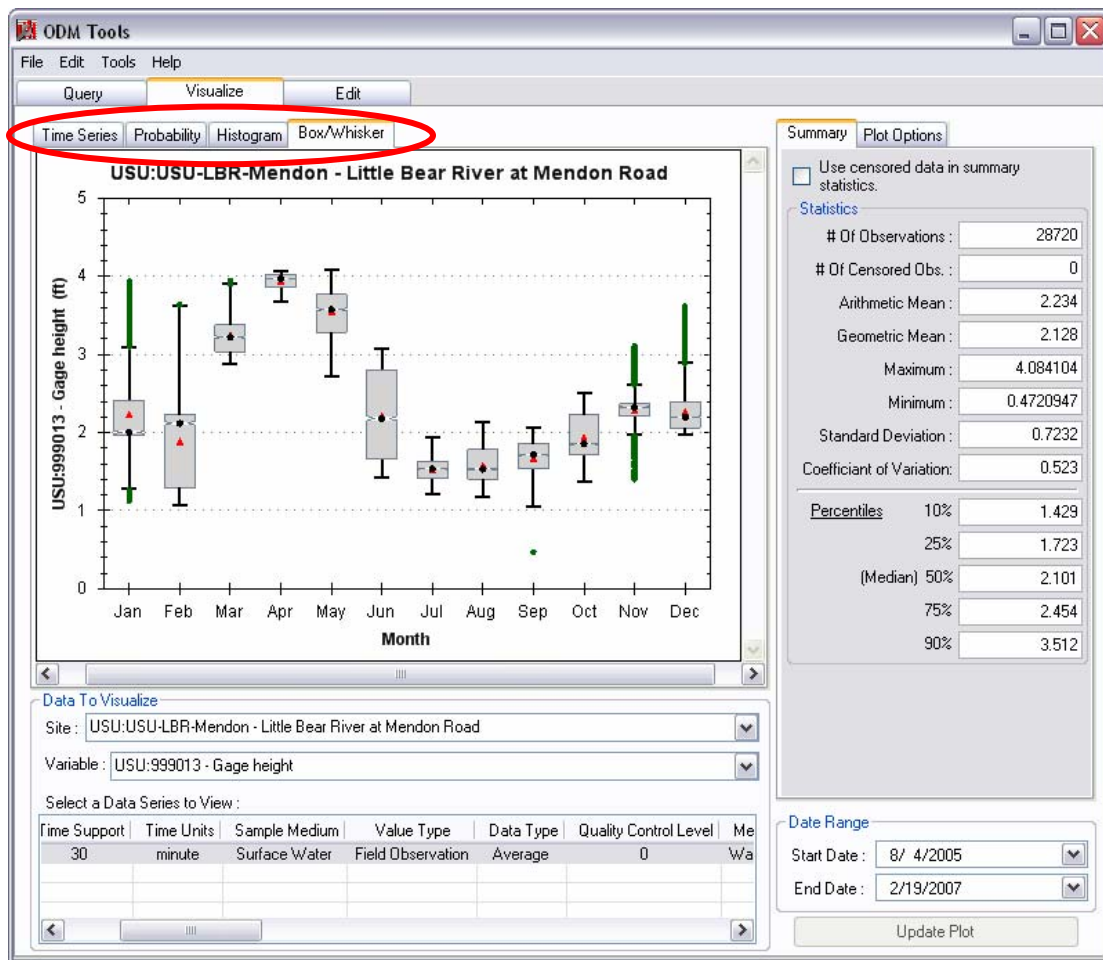 ODM Tools
File Edit Tools Help
Query Visualize Edit
Time Series Probability Histogram Box/Whisker
USU:USU-LBR-Mendon - Little Bear River at Mendon Road
USU:999013 - Gage height (ft)
5
4
3
2
1
0
Jan Feb Mar Apr May Jun Jul Aug Sep Oct Nov Dec
Month
Summary Plot Options
Use censored data in summary
statistics.
Statistics
# Of Observations : 28720
# Of Censored Obs. : 0
Arithmetic Mean : 2.234
Geometric Mean : 2.128
Maximum : 4.084104
Minimum : 0.4720947
Standard Deviation : 0.7232
Coefficiant of Variation: 0.523
Percentiles 10% 1.429
25% 1.723
(Median) 50% 2.101
75% 2.454
90% 3.512
Data To Visualize
Site : USU:USU-LBR-Mendon - Little Bear River at Mendon Road
Variable : USU:999013 - Gage height
Select a Data Series to View :
Time Support Time Units Sample Medium Value Type Data Type Quality Control Level Me
30 minute Surface Water Field Observation Average 0 Wa
Date Range
Start Date : 8/ 4/2005
End Date : 2/19/2007
Update Plot